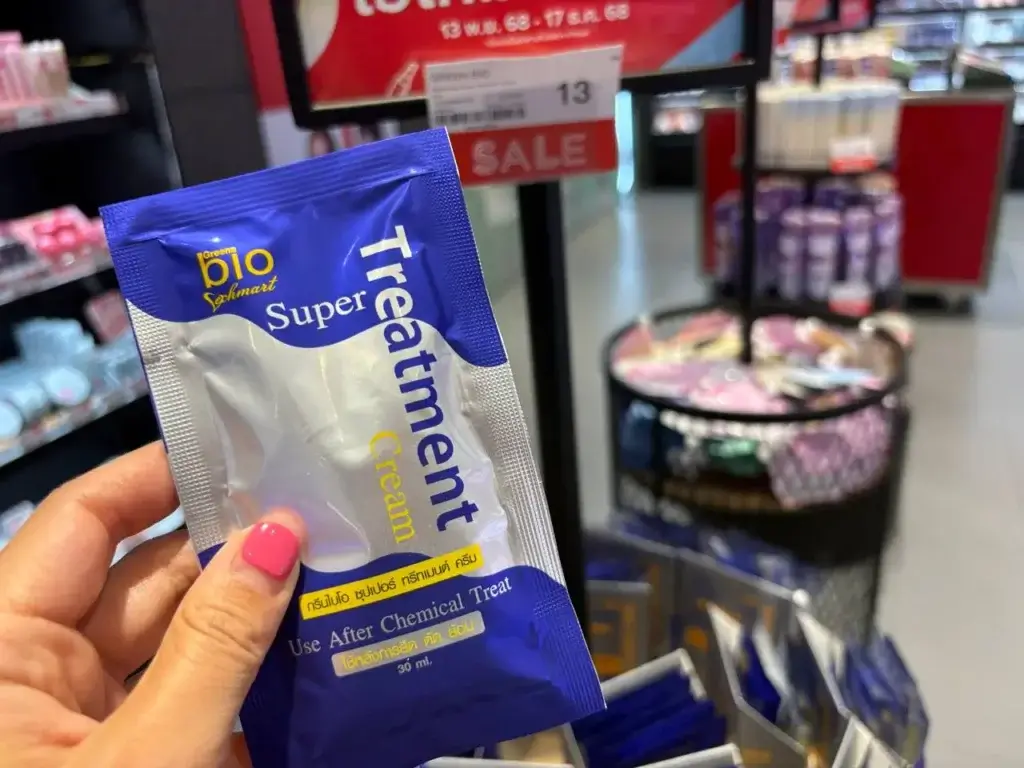 13 พ.ย. 68 - 17 ธ.ค. 68
13
SALE
Greena
bio
Super
Treatment
Cream
กรีนไบโอ ซุปเปอร์ ทรีทเมนต์ ครีม
Use After Chemical Treat
ใช้หลังการยืด ดัด ย้อม
30 ml.